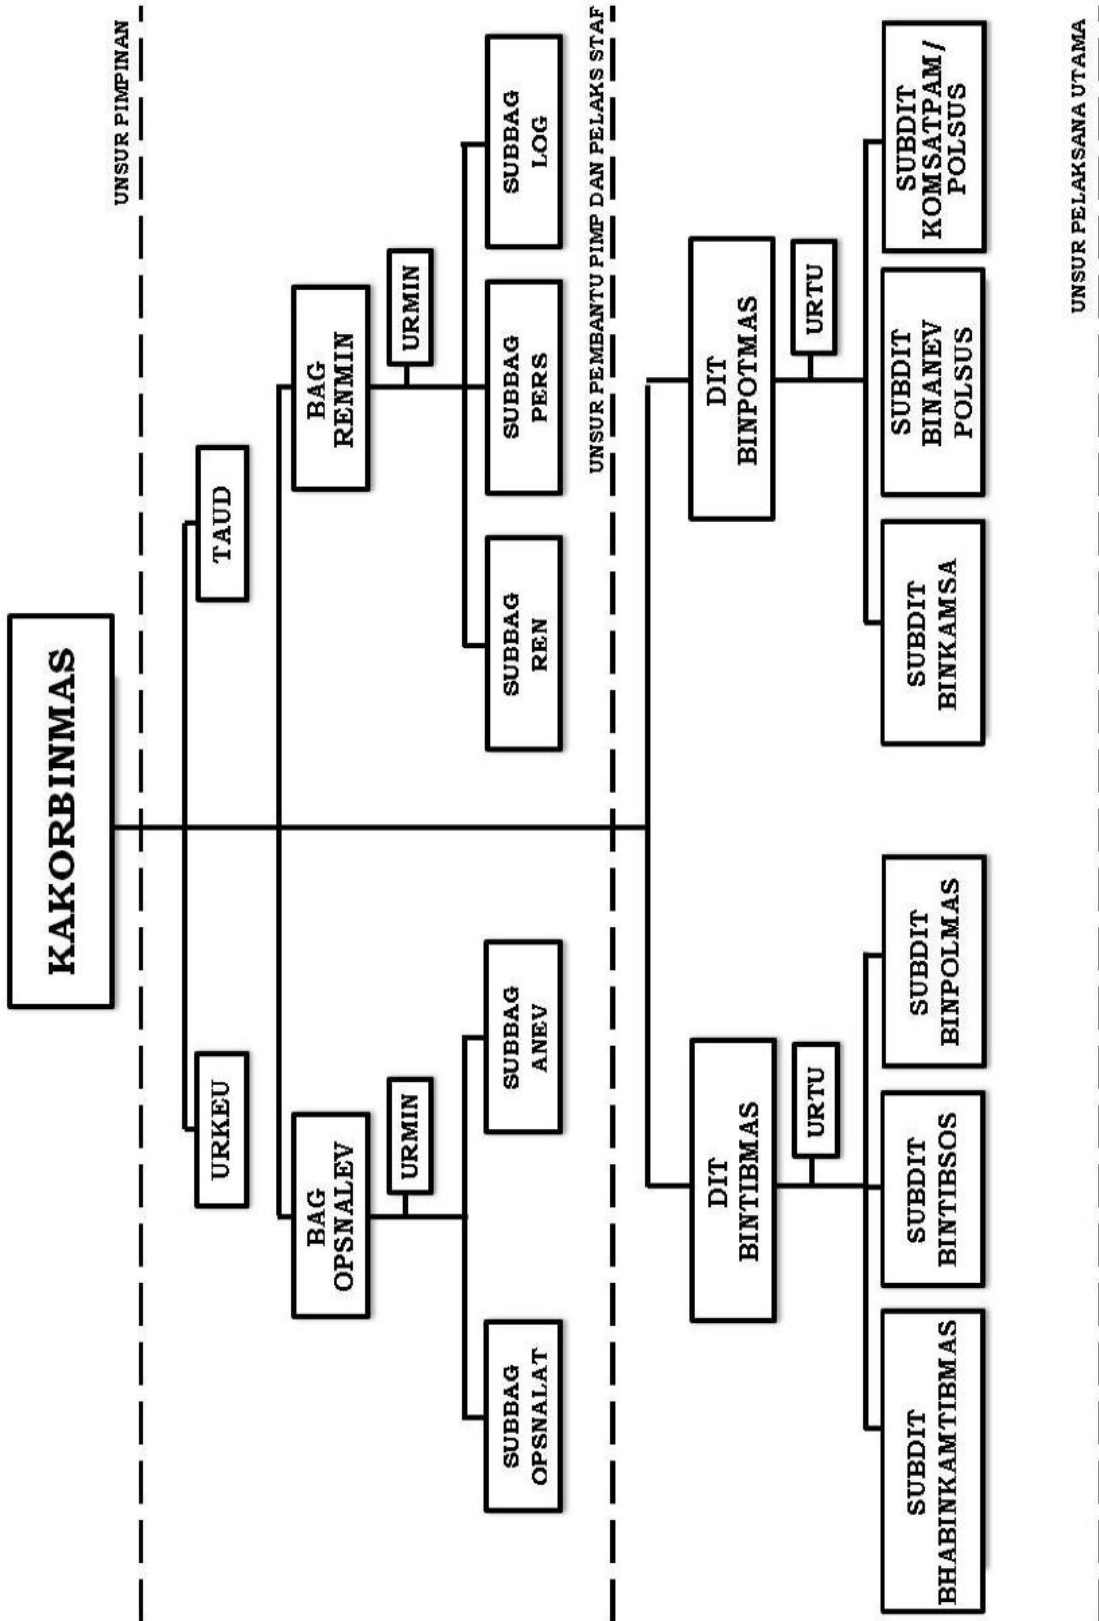 KAKORBINMAS
UNSUR PIMPINAN
URKEU
TAUD
BAG
OPSNALEV
BAG
RENMIN
URMIN
URMIN
SUBBAG
OPSNALAT
SUBBAG
ANEV
SUBBAG
REN
SUBBAG
PERS
SUBBAG
LOG
UNSUR PEMBANTU PIMP DAN PELAKS STAF
DIT
BINTIBMAS
DIT
BINPOTMAS
URTU
URTU
SUBDIT
BHABINKAMTIBMAS
SUBDIT
BINTIBSOS
SUBDIT
BINPOLMAS
SUBDIT
BINKAMSA
SUBDIT
BINANEV
POLSUS
SUBDIT
KOMSATPAM/
POLSUS
UNSUR PELAKSANA UTAMA